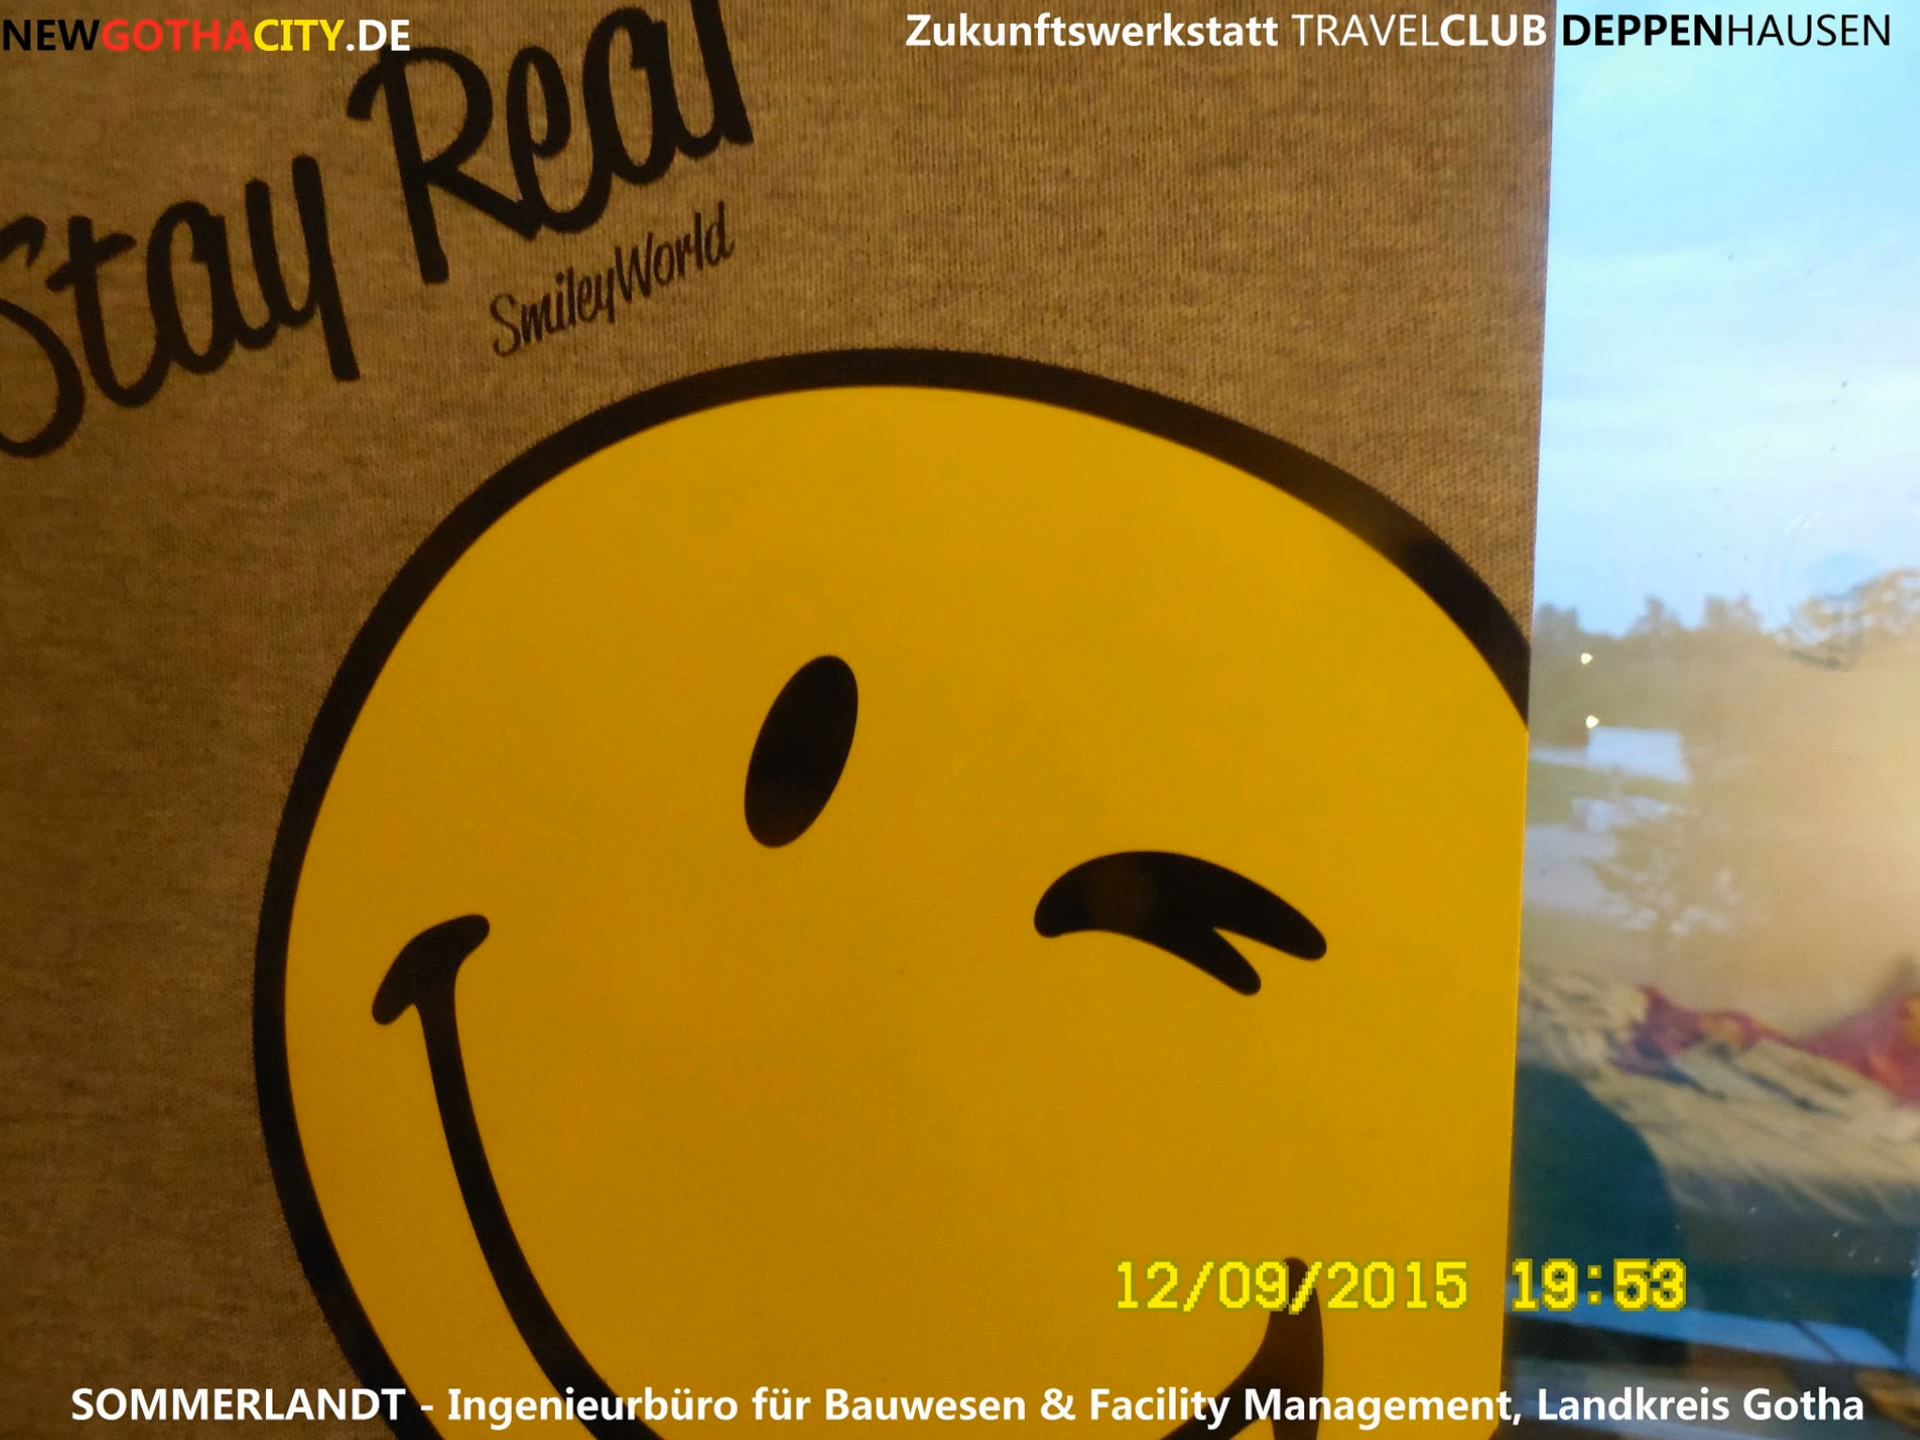 NEWGOTHACITY.DE
Zukunftswerkstatt TRAVELCLUB DEPPENHAUSEN
Stay Real
SmileyWorld
12/09/2015 19:53
SOMMERLANDT - Ingenieurbüro für Bauwesen & Facility Management, Landkreis Gotha